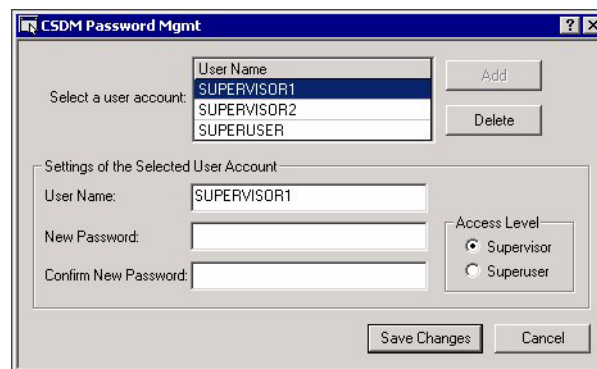 CSDM Password Mgmt
Select a user account:
User Name
SUPERVISOR1
SUPERVISOR2
SUPERUSER
Add
Delete
Settings of the Selected User Account
User Name:
SUPERVISOR1
New Password:
Confirm New Password:
Access Level
Supervisor
Superuser
Save Changes
Cancel